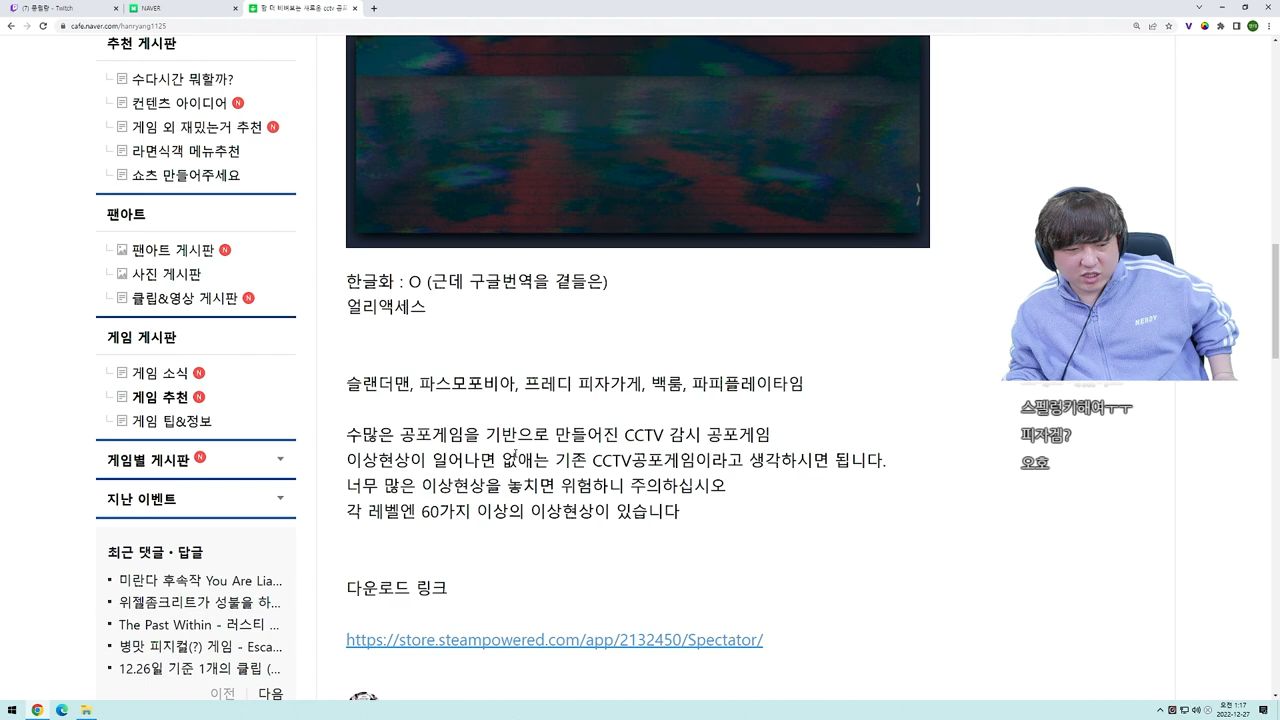 (7) 풍월량 - Twitch
NAVER
cafe.naver.com/hanryang1125
추천 게시판
수다시간 뭐할까?
컨텐츠 아이디어 N
게임 외 재밌는거 추천 N
라면식객 메뉴추천
쇼츠 만들어주세요
팬아트
팬아트 게시판 N
사진 게시판
클립&영상 게시판 N
게임 게시판
게임 소식 N
게임 추천 N
게임 팁&정보
게임별 게시판 N
지난 이벤트
최근 댓글・답글
미란다 후속작 You Are Lia...
위젤좀크리트가 성불을 하...
The Past Within - 러스티 ...
병맛 피지컬(?) 게임 - Esca...
12.26일 기준 1개의 클립 (...
이전 다음
한글화 : O (근데 구글번역을 곁들은)
얼리액세스
슬랜더맨, 파스모포비아, 프레디 피자가게, 백룸, 파피플레이타임
수많은 공포게임을 기반으로 만들어진 CCTV 감시 공포게임
이상현상이 일어나면 없애는 기존 CCTV공포게임이라고 생각하시면 됩니다.
너무 많은 이상현상을 놓치면 위험하니 주의하십시오
각 레벨엔 60가지 이상의 이상현상이 있습니다
다운로드 링크
https://store.steampowered.com/app/2132450/Spectator/
NERDY
스펠렁키해여ㅜㅜ
피자겜?
오호
오전 1:17
2022-12-27